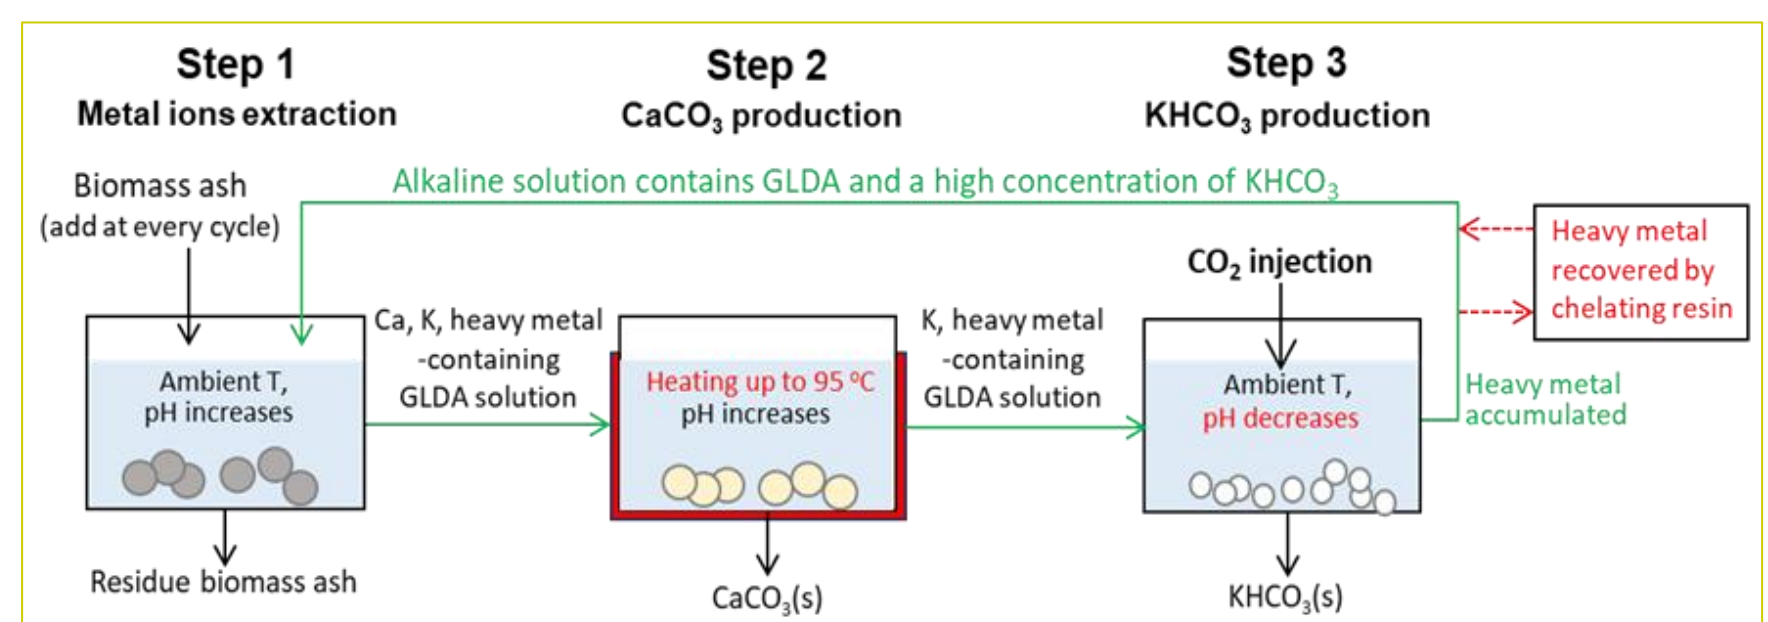 Step 1
Metal ions extraction
Step 2
CaCO₃ production
Step 3
KHCO₃ production
Biomass ash
(add at every cycle)
Alkaline solution contains GLDA and a high concentration of KHCO₃
Heavy metal
recovered by
chelating resin
CO₂ injection
Ca, K, heavy metal
-containing
GLDA solution
K, heavy metal
-containing
GLDA solution
Ambient T,
pH increases
Heating up to 95 ⁰C
pH increases
Ambient T,
pH decreases
Heavy metal
accumulated
Residue biomass ash
CaCO₃(s)
KHCO₃(s)